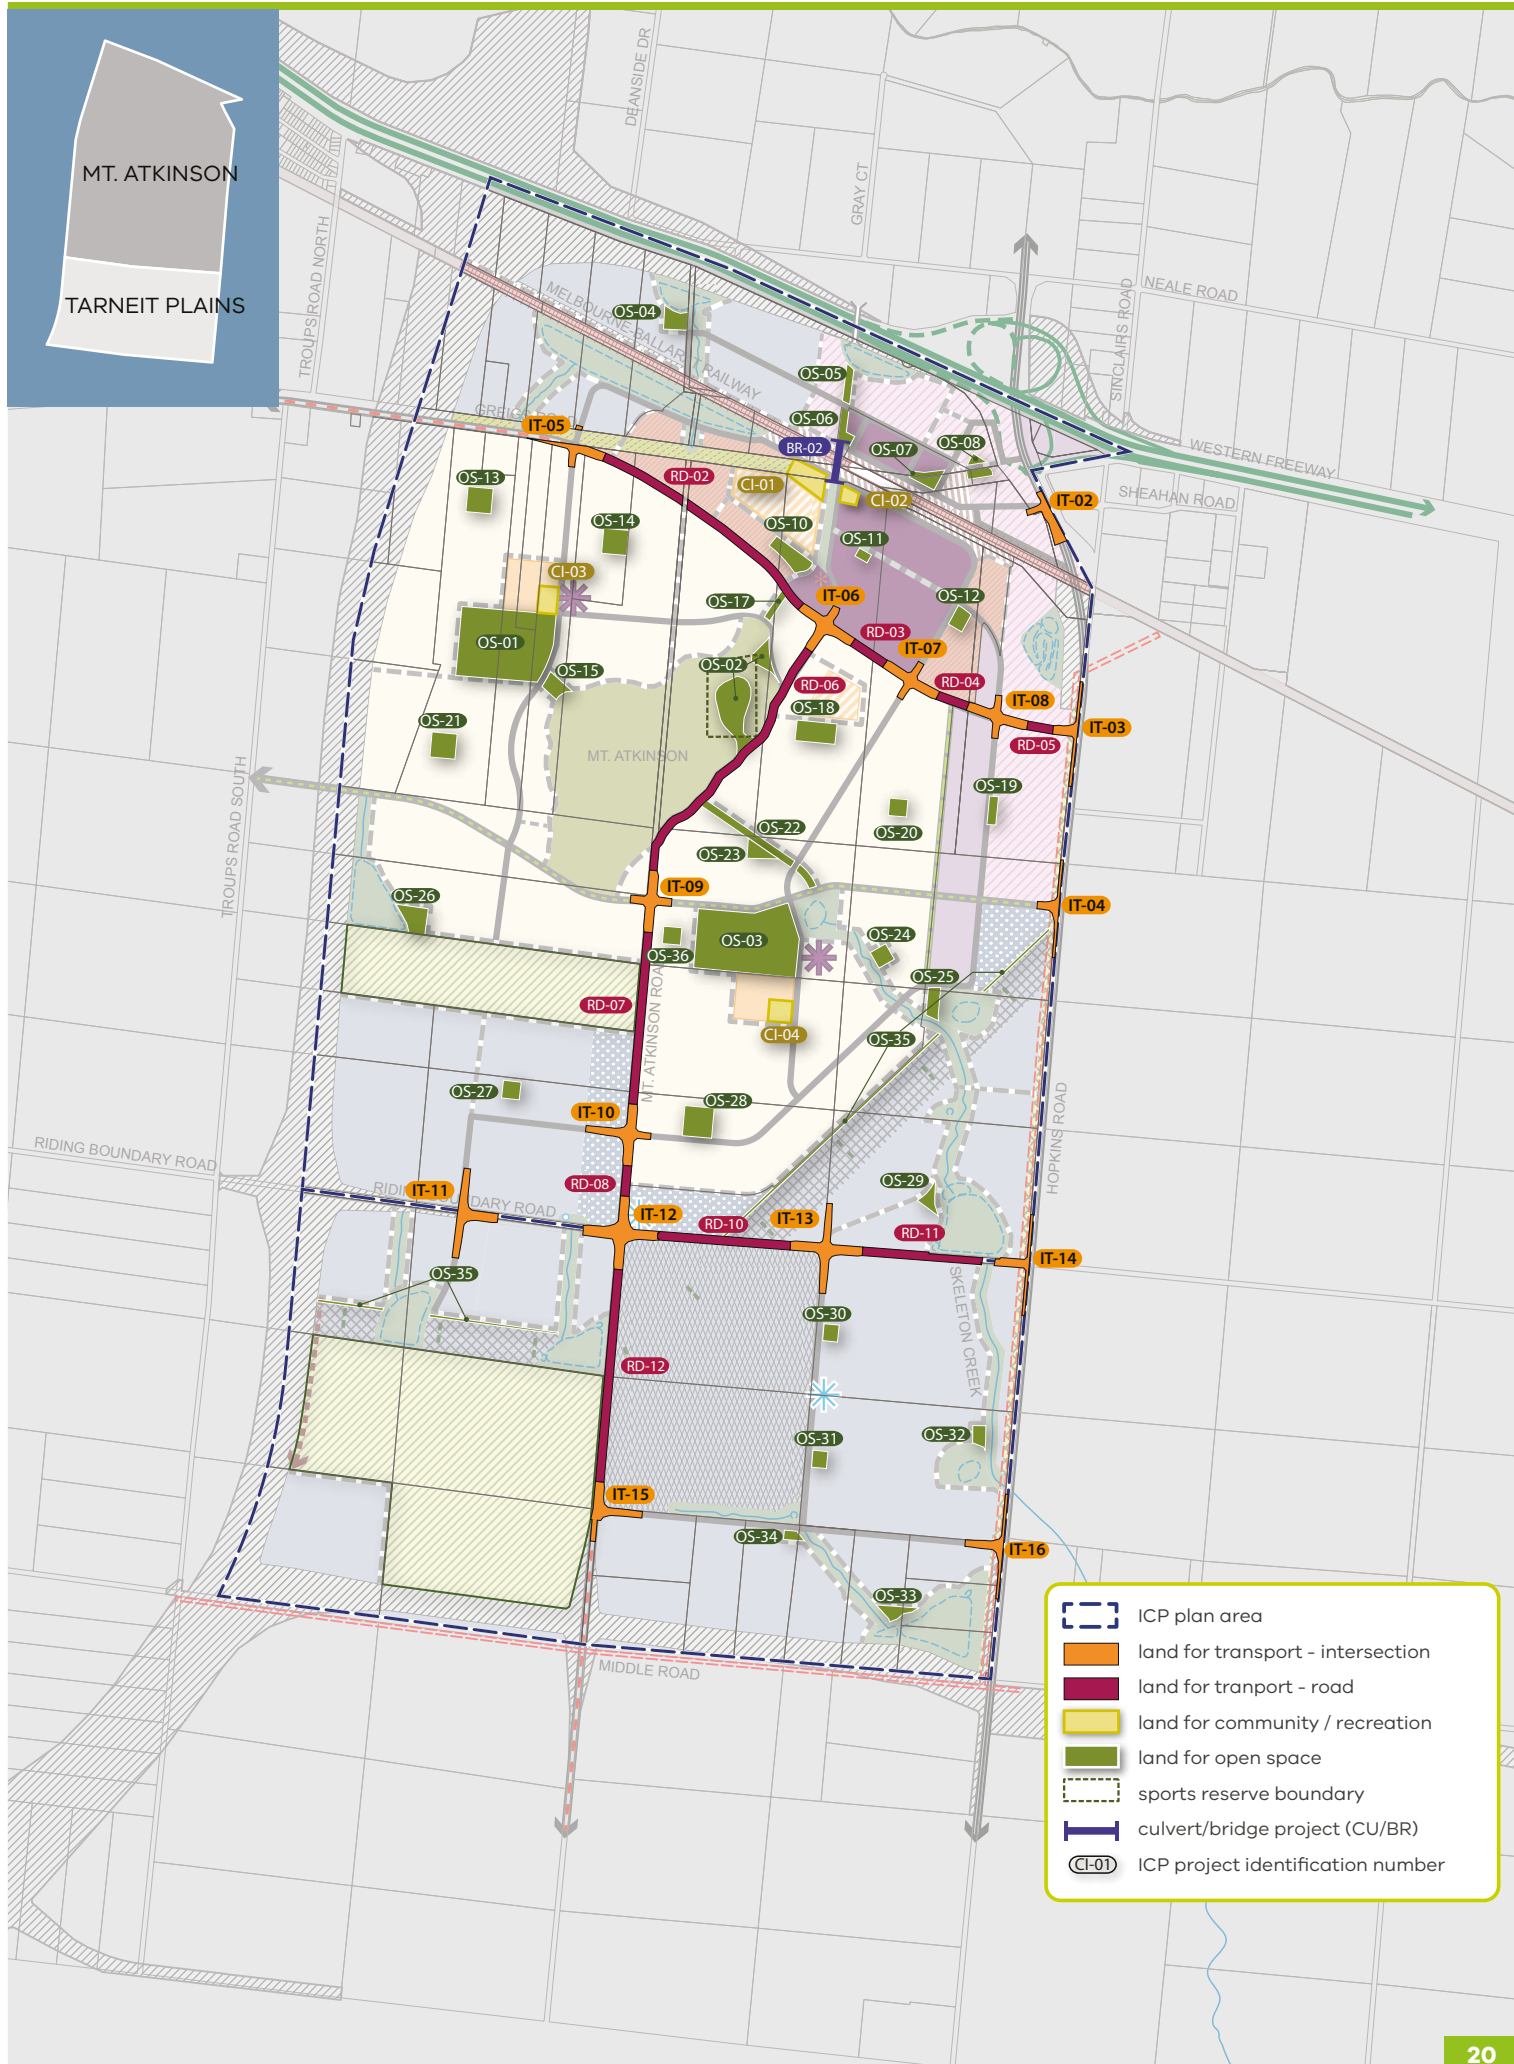 MT. ATKINSON
TARNEIT PLAINS
DEANSIDE DR
GRAY CT
TROUPS ROAD NORTH
NEALE ROAD
SINCLAIRS ROAD
MELBOURNE-BALLARAT RAILWAY
OS-04
OS-05
OS-06
GREIGS ROAD
IT-05
BR-02
OS-07
OS-08
WESTERN FREEWAY
SHEAHAN ROAD
OS-13
RD-02
CI-01
CI-02
IT-02
OS-14
OS-10
OS-11
CI-03
OS-17
IT-06
OS-12
OS-01
RD-03
IT-07
OS-15
OS-02
RD-06
RD-04
OS-18
IT-08
IT-03
OS-21
RD-05
MT. ATKINSON
TROUPS ROAD SOUTH
OS-19
OS-22
OS-20
OS-23
IT-09
OS-26
IT-04
OS-03
OS-24
OS-36
OS-25
RD-07
MT. ATKINSON ROAD
CI-04
OS-35
OS-27
OS-28
IT-10
HOPKINS ROAD
RIDING BOUNDARY ROAD
RD-08
OS-29
IT-11
RIDING BOUNDARY ROAD
IT-12
RD-10
IT-13
RD-11
IT-14
OS-35
SKELETON CREEK
OS-30
RD-12
OS-31
OS-32
IT-15
OS-34
IT-16
OS-33
MIDDLE ROAD
ICP plan area
land for transport - intersection
land for tranport - road
land for community / recreation
land for open space
sports reserve boundary
culvert/bridge project (CU/BR)
CI-01 ICP project identification number
20